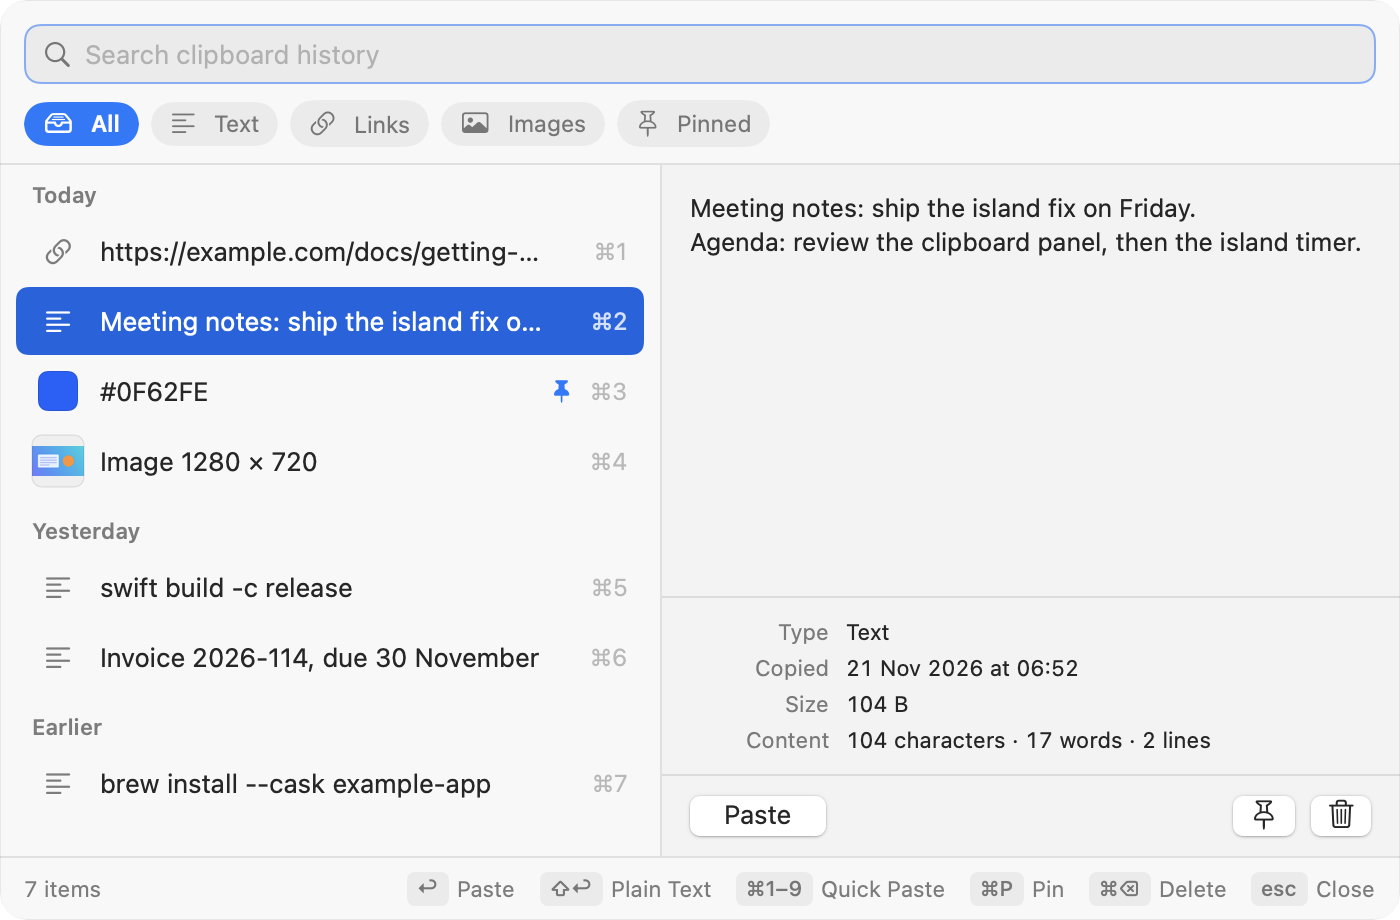 Search clipboard history
All Text Links Images Pinned
Today
https://example.com/docs/getting-... ⌘1
Meeting notes: ship the island fix o... ⌘2
#0F62FE ⌘3
Image 1280 × 720 ⌘4
Yesterday
swift build -c release ⌘5
Invoice 2026-114, due 30 November ⌘6
Earlier
brew install --cask example-app ⌘7
Meeting notes: ship the island fix on Friday.
Agenda: review the clipboard panel, then the island timer.
Type Text
Copied 21 Nov 2026 at 06:52
Size 104 B
Content 104 characters · 17 words · 2 lines
Paste
7 items ↩ Paste ⇧↩ Plain Text ⌘1–9 Quick Paste ⌘P Pin ⌘⌫ Delete esc Close